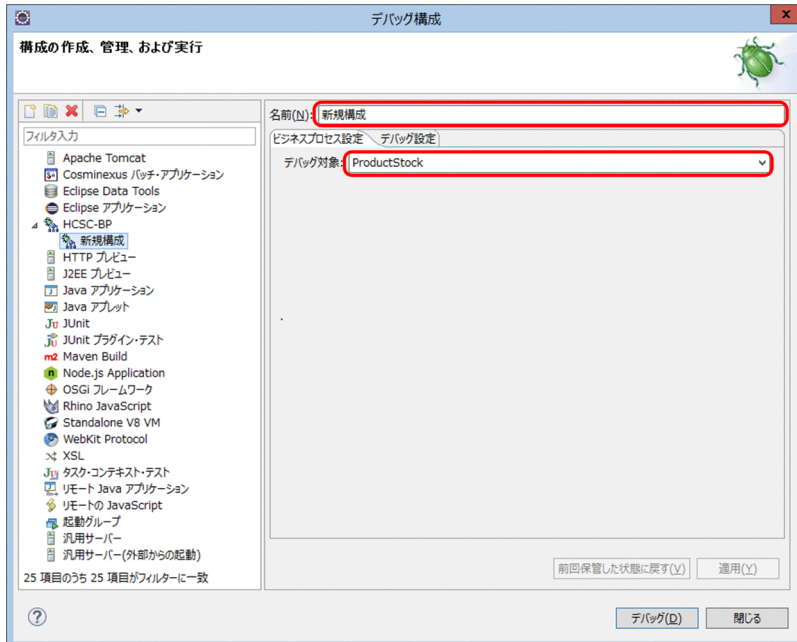 デバッグ構成
x
構成の作成、管理、および実行
名前(N): 新規構成
フィルタ入力
ビジネスプロセス設定 デバッグ設定
デバッグ対象: ProductStock
Apache Tomcat
Cosminexus バッチ・アプリケーション
Eclipse Data Tools
Eclipse アプリケーション
HCSC-BP
新規構成
HTTP プレビュー
J2EE プレビュー
Java アプリケーション
Java アプレット
Ju JUnit
JUnit プラグイン・テスト
m2 Maven Build
n Node.js Application
OSGi フレームワーク
Rhino JavaScript
Standalone V8 VM
WebKit Protocol
XSL
Ju タスク・コンテキスト・テスト
リモート Java アプリケーション
リモートの JavaScript
起動グループ
汎用サーバー
汎用サーバー(外部からの起動)
25 項目のうち 25 項目がフィルターに一致
前回保管した状態に戻す(V) 適用(Y)
? デバッグ(D) 閉じる